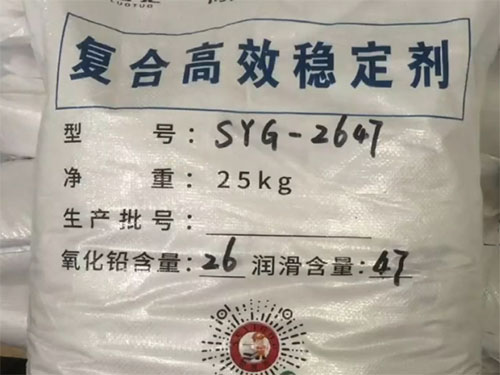 复合高效稳定剂
型号：SYG-2647
净重：25kg
生产批号：
氧化铅含量：26 润滑含量：47